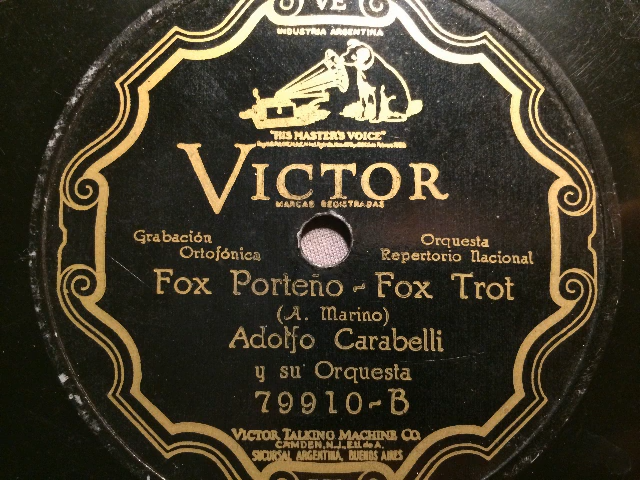 VE
INDUSTRIA ARGENTINA
"HIS MASTER'S VOICE"
VICTOR
MARCAS REGISTRADAS
Grabación Ortofónica
Orquesta Repertorio Nacional
Fox Porteño - Fox Trot
(A. Marino)
Adolfo Carabelli
y su Orquesta
79910-B
VICTOR TALKING MACHINE CO.
CAMDEN, N.J., E.U. de A.
SUCURSAL ARGENTINA, BUENOS AIRES